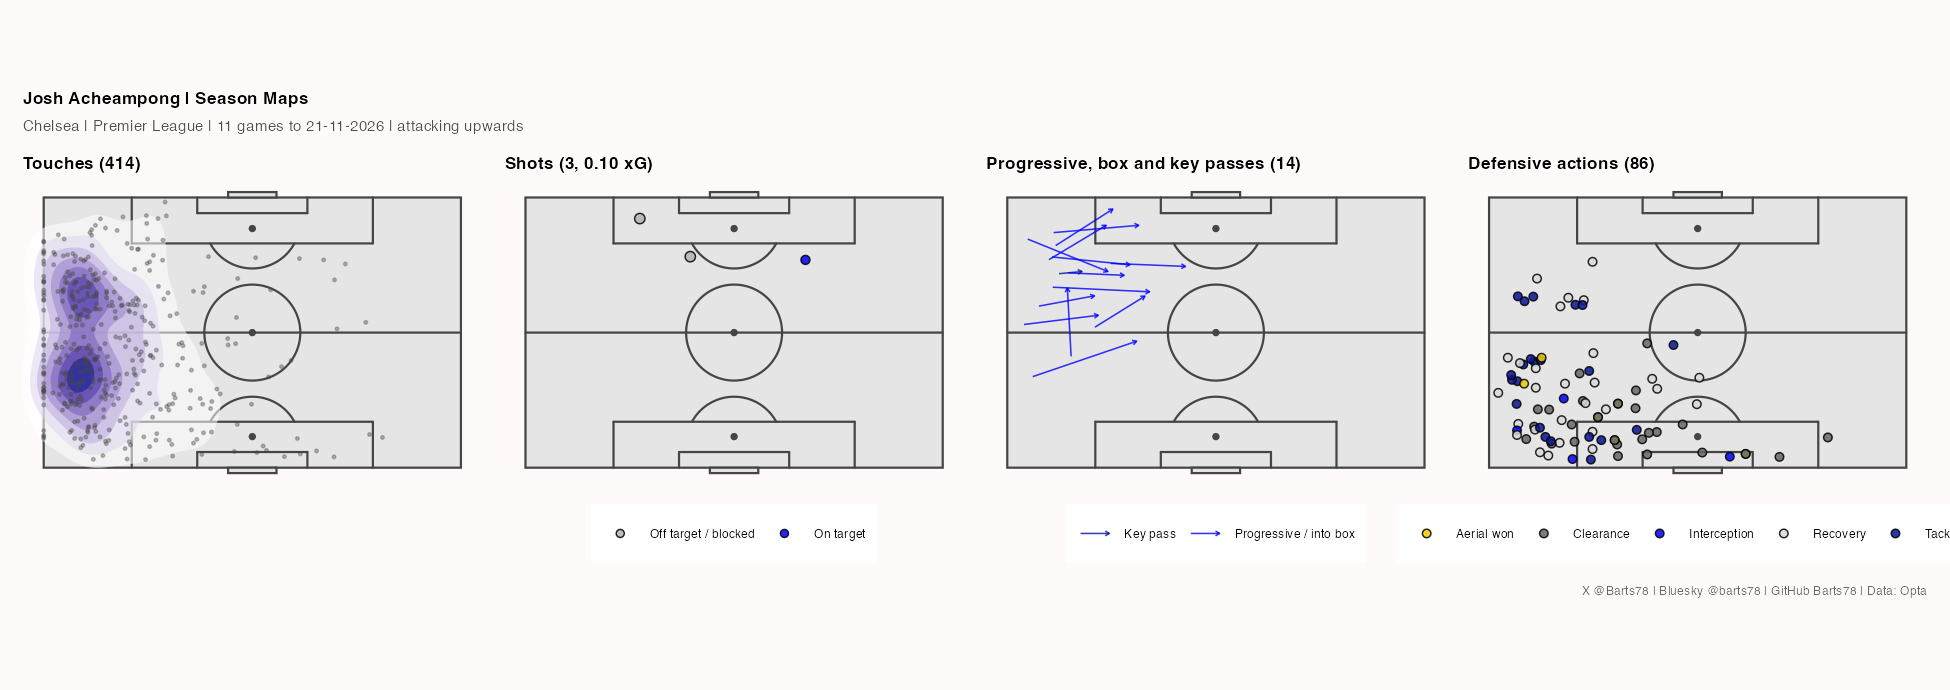 Josh Acheampong | Season Maps
Chelsea | Premier League | 11 games to 21-11-2026 | attacking upwards
Touches (414)
Shots (3, 0.10 xG)
Progressive, box and key passes (14)
Defensive actions (86)
Off target / blocked
On target
Key pass
Progressive / into box
Aerial won
Clearance
Interception
Recovery
Tack
X @Barts78 | Bluesky @barts78 | GitHub Barts78 | Data: Opta